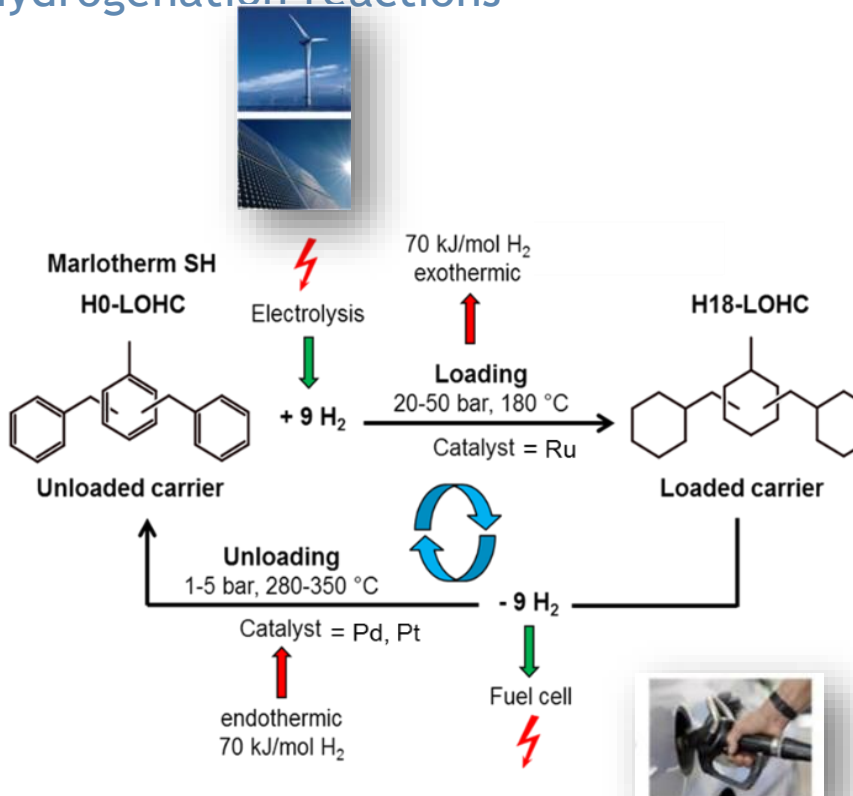 hydrogenation reactions
Marlotherm SH
H0-LOHC
Electrolysis
70 kJ/mol H₂
exothermic
H18-LOHC
+ 9 H₂
Loading
20-50 bar, 180 °C
Catalyst = Ru
Unloaded carrier
Loaded carrier
Unloading
1-5 bar, 280-350 °C
- 9 H₂
Catalyst = Pd, Pt
Fuel cell
endothermic
70 kJ/mol H₂